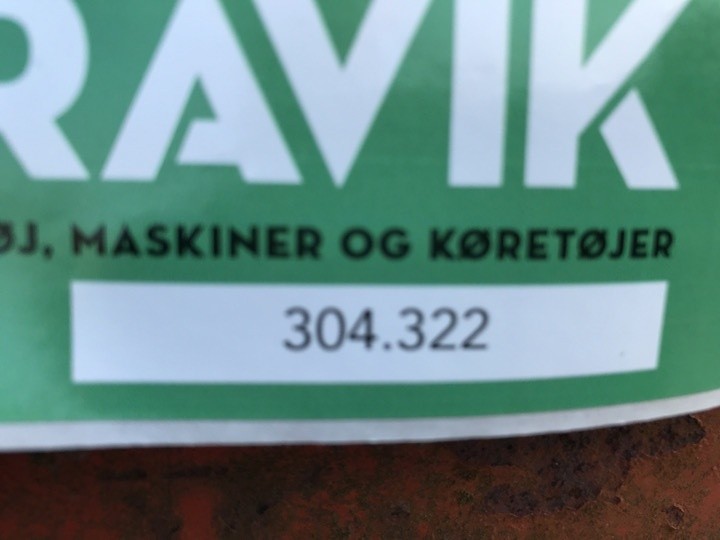 RAVIK
ØJ, MASKINER OG KØRETØJER
304.322